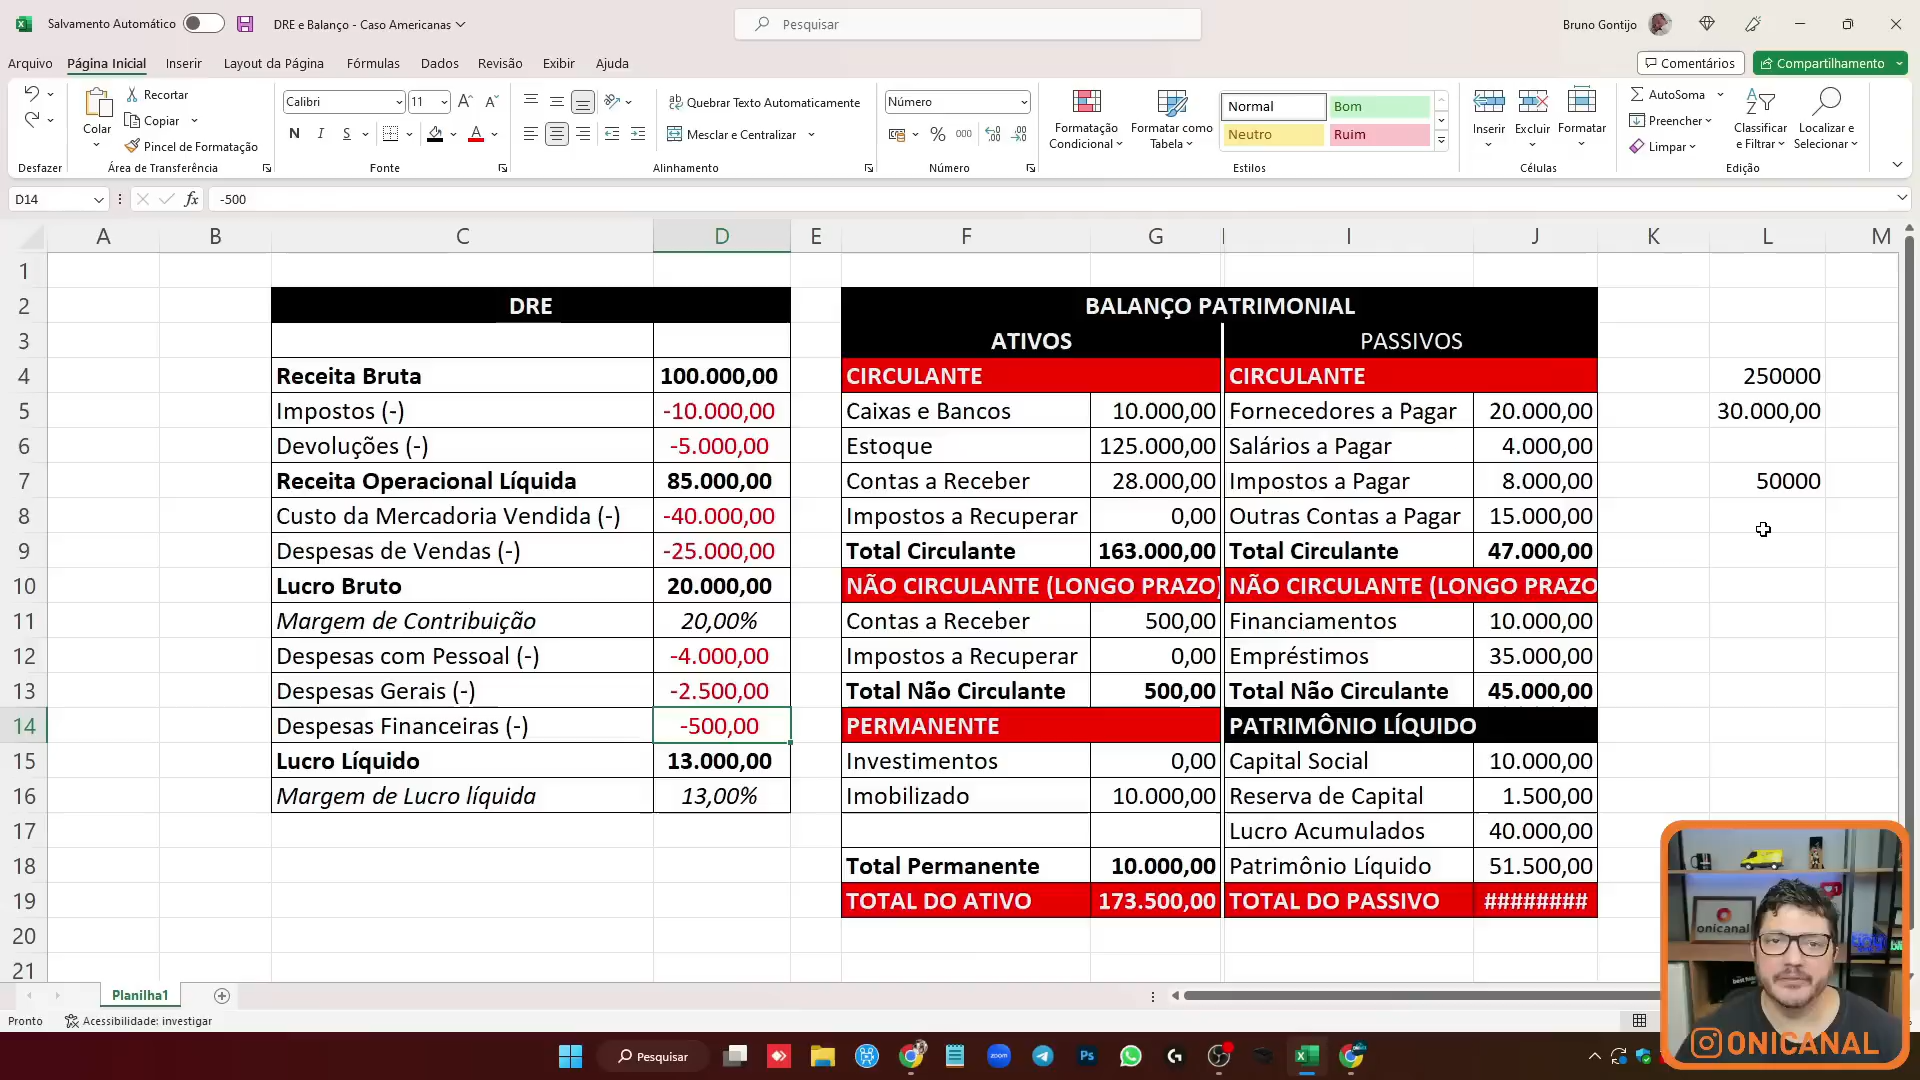 Salvamento Automático
DRE e Balanço - Caso Americanas
Pesquisar
Bruno Gontijo
Arquivo Página Inicial Inserir Layout da Página Fórmulas Dados Revisão Exibir Ajuda
Comentários
Compartilhamento
Colar
Recortar
Copiar
Pincel de Formatação
Calibri 11
N I S
Quebrar Texto Automaticamente
Mesclar e Centralizar
Número
% 000
Formatação Condicional
Formatar como Tabela
Normal Bom
Neutro Ruim
Inserir Excluir Formatar
AutoSoma
Preencher
Limpar
Classificar e Filtrar
Localizar e Selecionar
Desfazer Área de Transferência Fonte Alinhamento Número Estilos Células Edição
D14 fx -500
A B C D E F G I J K L M
1
2 DRE BALANÇO PATRIMONIAL
3 ATIVOS PASSIVOS
4 Receita Bruta 100.000,00 CIRCULANTE CIRCULANTE 250000
5 Impostos (-) -10.000,00 Caixas e Bancos 10.000,00 Fornecedores a Pagar 20.000,00 30.000,00
6 Devoluções (-) -5.000,00 Estoque 125.000,00 Salários a Pagar 4.000,00
7 Receita Operacional Líquida 85.000,00 Contas a Receber 28.000,00 Impostos a Pagar 8.000,00 50000
8 Custo da Mercadoria Vendida (-) -40.000,00 Impostos a Recuperar 0,00 Outras Contas a Pagar 15.000,00
9 Despesas de Vendas (-) -25.000,00 Total Circulante 163.000,00 Total Circulante 47.000,00
10 Lucro Bruto 20.000,00 NÃO CIRCULANTE (LONGO PRAZO) NÃO CIRCULANTE (LONGO PRAZO
11 Margem de Contribuição 20,00% Contas a Receber 500,00 Financiamentos 10.000,00
12 Despesas com Pessoal (-) -4.000,00 Impostos a Recuperar 0,00 Empréstimos 35.000,00
13 Despesas Gerais (-) -2.500,00 Total Não Circulante 500,00 Total Não Circulante 45.000,00
14 Despesas Financeiras (-) -500,00 PERMANENTE PATRIMÔNIO LÍQUIDO
15 Lucro Líquido 13.000,00 Investimentos 0,00 Capital Social 10.000,00
16 Margem de Lucro líquida 13,00% Imobilizado 10.000,00 Reserva de Capital 1.500,00
17 Lucro Acumulados 40.000,00
18 Total Permanente 10.000,00 Patrimônio Líquido 51.500,00
19 TOTAL DO ATIVO 173.500,00 TOTAL DO PASSIVO ########
20
21
Planilha1
Pronto
Acessibilidade: investigar
Pesquisar
zoom
Ps
onicanal
ONICANAL